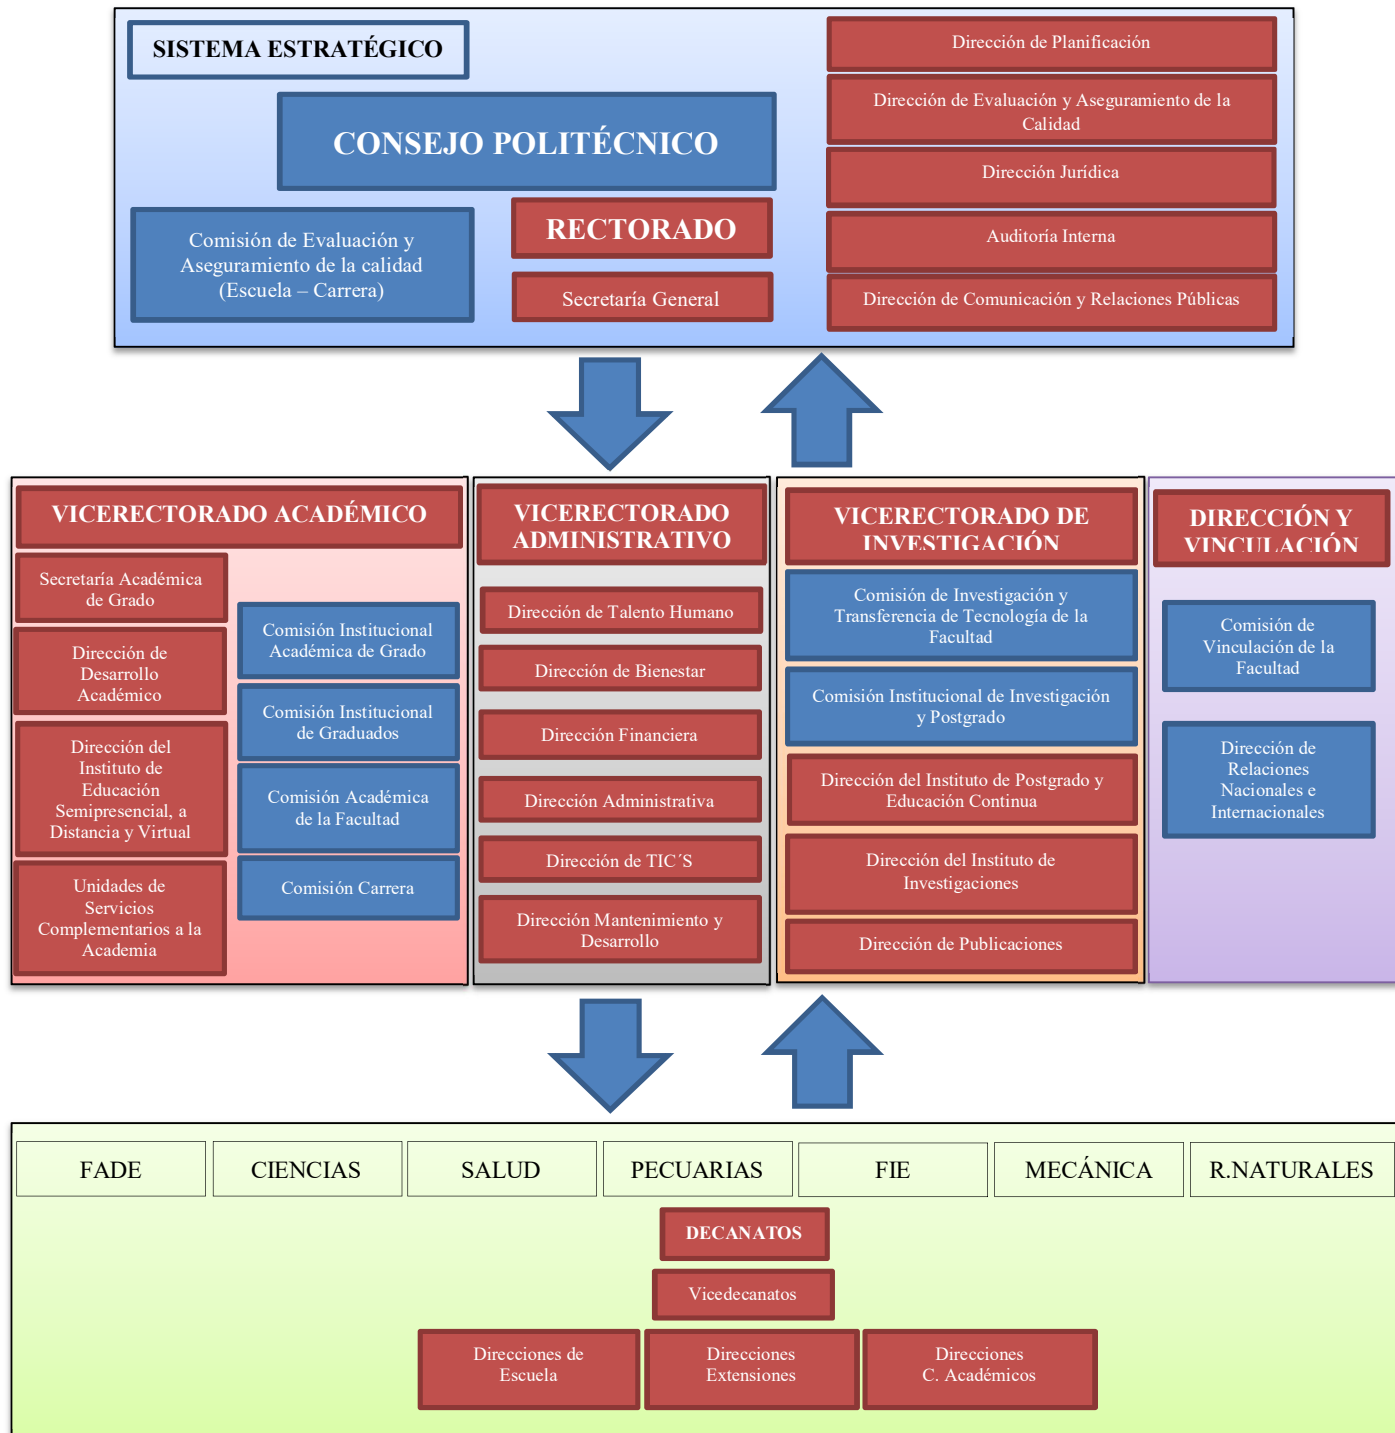 SISTEMA ESTRATÉGICO
CONSEJO POLITÉCNICO
Comisión de Evaluación y
Aseguramiento de la calidad
(Escuela – Carrera)
RECTORADO
Secretaría General
Dirección de Planificación
Dirección de Evaluación y Aseguramiento de la
Calidad
Dirección Jurídica
Auditoría Interna
Dirección de Comunicación y Relaciones Públicas
VICERECTORADO ACADÉMICO
Secretaría Académica
de Grado
Dirección de
Desarrollo
Académico
Dirección del
Instituto de
Educación
Semipresencial, a
Distancia y Virtual
Unidades de
Servicios
Complementarios a la
Academia
Comisión Institucional
Académica de Grado
Comisión Institucional
de Graduados
Comisión Académica
de la Facultad
Comisión Carrera
VICERECTORADO
ADMINISTRATIVO
Dirección de Talento Humano
Dirección de Bienestar
Dirección Financiera
Dirección Administrativa
Dirección de TIC´S
Dirección Mantenimiento y
Desarrollo
VICERECTORADO DE
INVESTIGACIÓN
Comisión de Investigación y
Transferencia de Tecnología de la
Facultad
Comisión Institucional de Investigación
y Postgrado
Dirección del Instituto de Postgrado y
Educación Continua
Dirección del Instituto de
Investigaciones
Dirección de Publicaciones
DIRECCIÓN Y
VINCULACIÓN
Comisión de
Vinculación de la
Facultad
Dirección de
Relaciones
Nacionales e
Internacionales
FADE
CIENCIAS
SALUD
PECUARIAS
FIE
MECÁNICA
R.NATURALES
DECANATOS
Vicedecanatos
Direcciones de
Escuela
Direcciones
Extensiones
Direcciones
C. Académicos